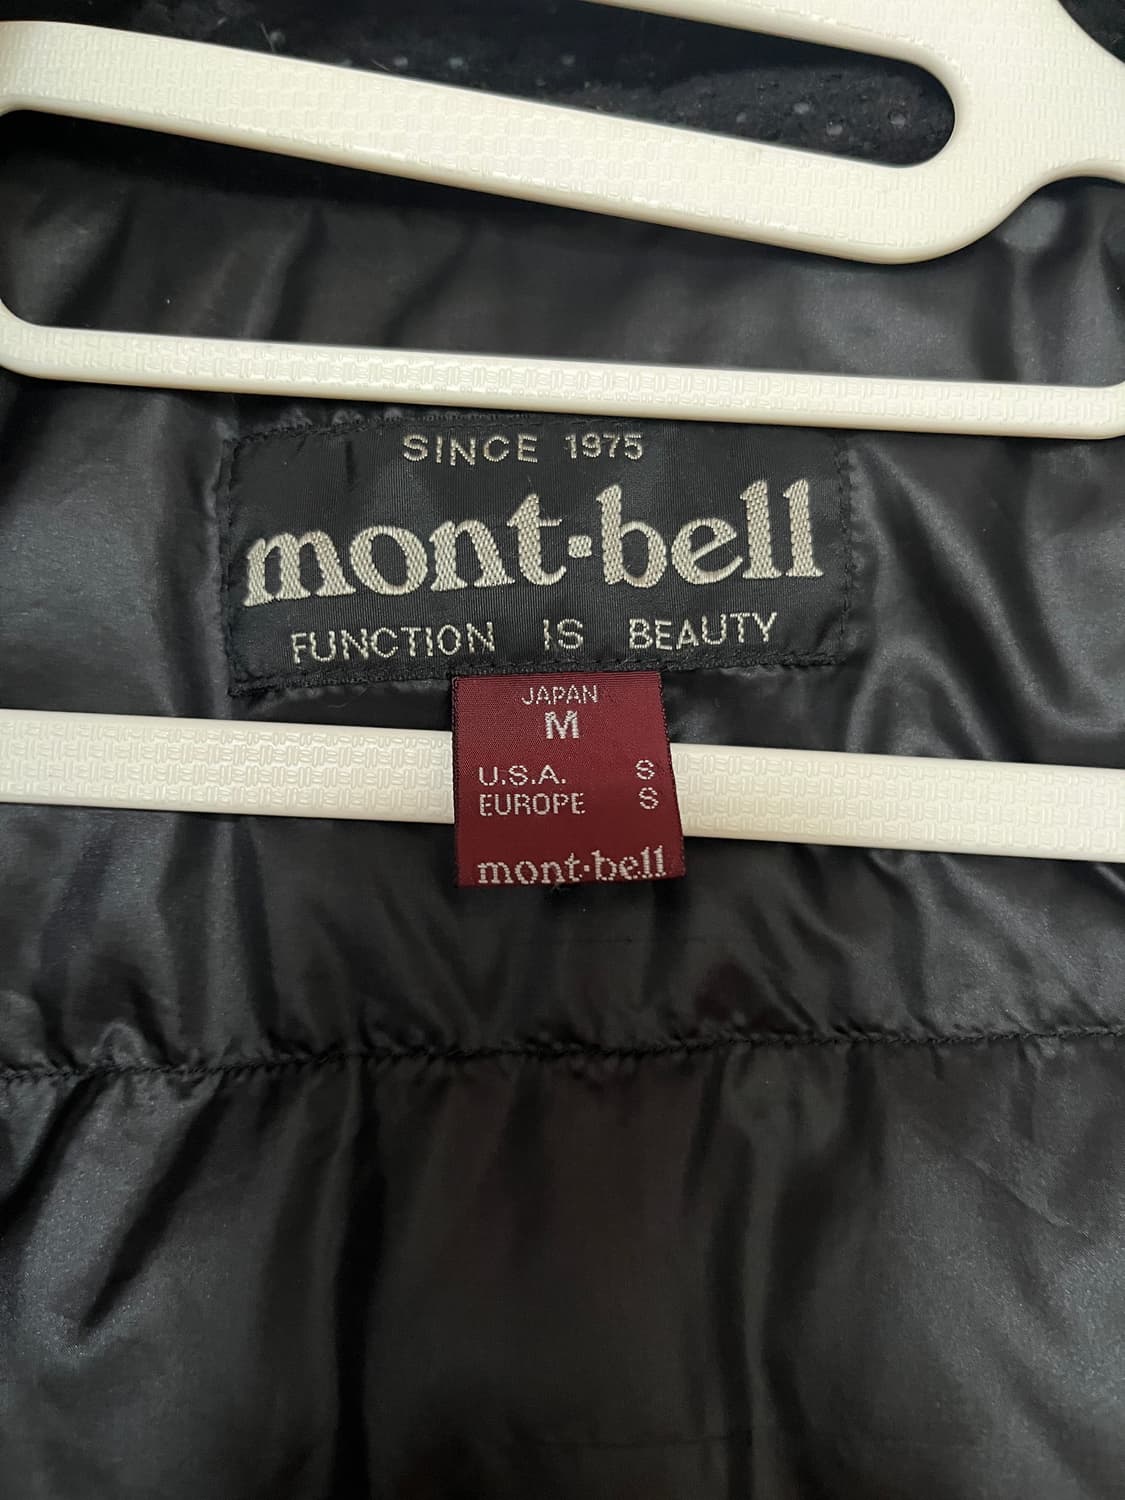 SINCE 1975
mont·bell
FUNCTION IS BEAUTY
JAPAN
M
U.S.A. S
EUROPE S
mont·bell